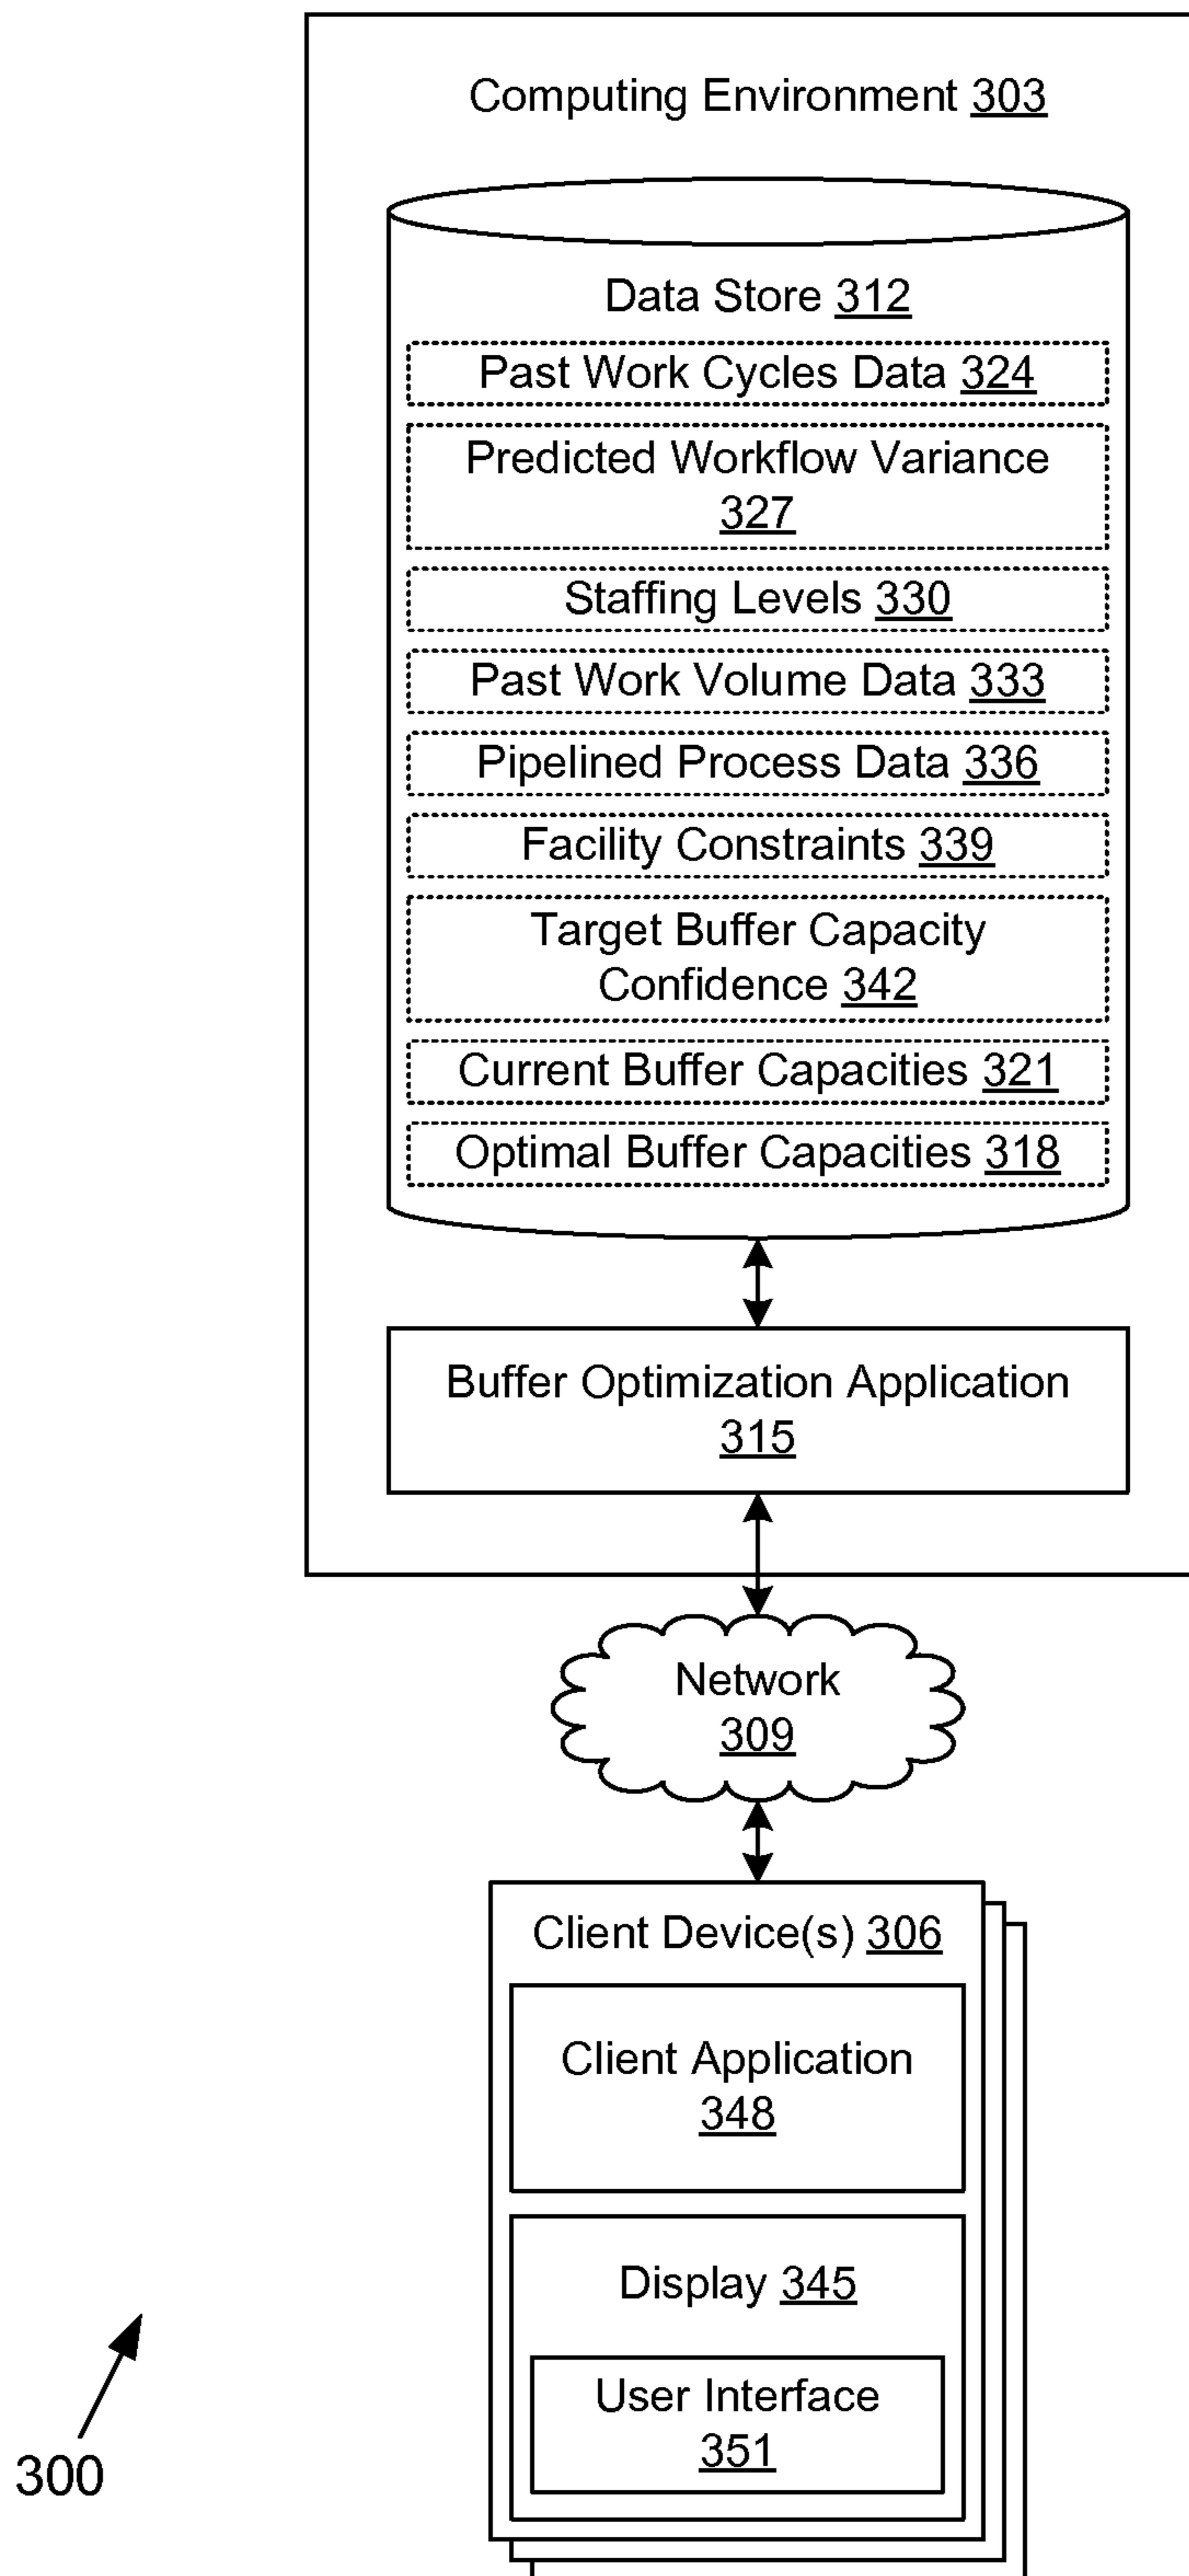 Computing Environment 303
Data Store 312
Past Work Cycles Data 324
Predicted Workflow Variance
327
Staffing Levels 330
Past Work Volume Data 333
Pipelined Process Data 336
Facility Constraints 339
Target Buffer Capacity
Confidence 342
Current Buffer Capacities 321
Optimal Buffer Capacities 318
Buffer Optimization Application
315
Network
309
Client Device(s) 306
Client Application
348
Display 345
User Interface
351
300